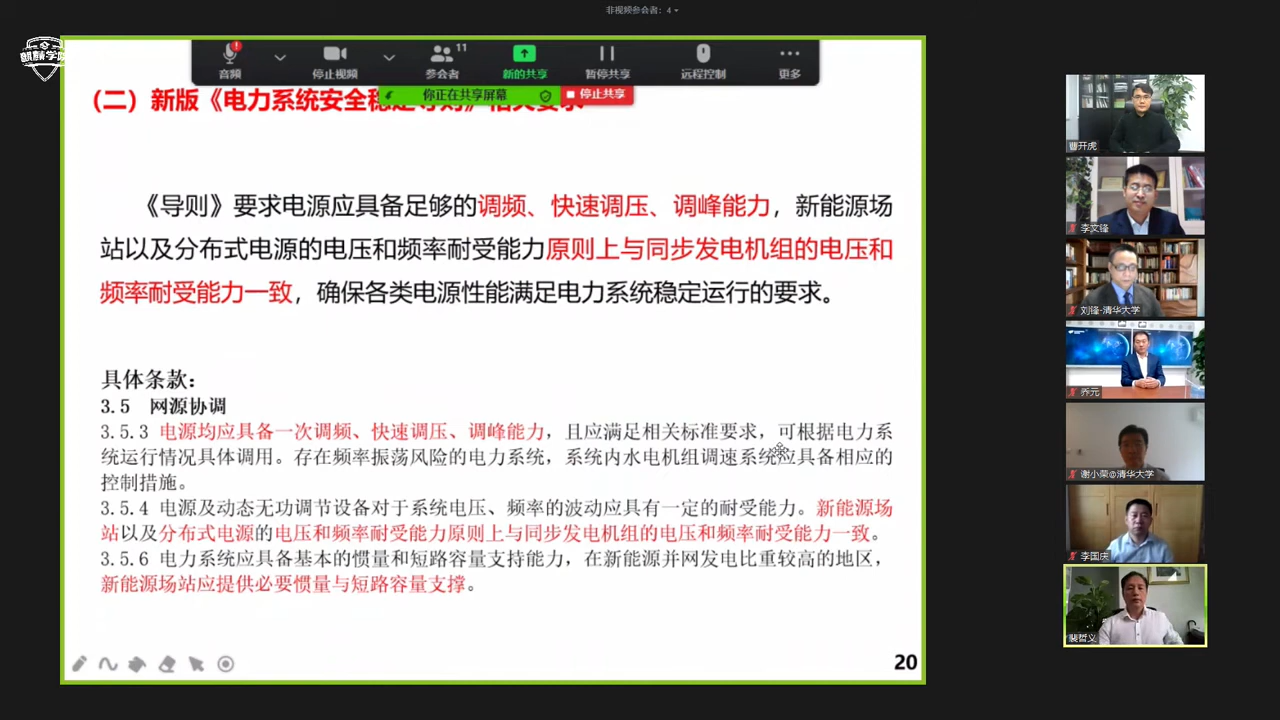 非视频参会者：4
麒麟学院
音频
停止视频
11
参会者
新的共享
暂停共享
远程控制
更多
你正在共享屏幕
停止共享
（二）新版《电力系统安全稳定导则》相关要求
《导则》要求电源应具备足够的调频、快速调压、调峰能力，新能源场
站以及分布式电源的电压和频率耐受能力原则上与同步发电机组的电压和
频率耐受能力一致，确保各类电源性能满足电力系统稳定运行的要求。
具体条款：
3.5 网源协调
3.5.3 电源均应具备一次调频、快速调压、调峰能力，且应满足相关标准要求，可根据电力系
统运行情况具体调用。存在频率振荡风险的电力系统，系统内水电机组调速系统应具备相应的
控制措施。
3.5.4 电源及动态无功调节设备对于系统电压、频率的波动应具有一定的耐受能力。新能源场
站以及分布式电源的电压和频率耐受能力原则上与同步发电机组的电压和频率耐受能力一致。
3.5.6 电力系统应具备基本的惯量和短路容量支持能力，在新能源并网发电比重较高的地区，
新能源场站应提供必要惯量与短路容量支撑。
20
曹开虎
李文锋
刘锋-清华大学
乔元
谢小荣@清华大学
李国庆
裴哲义